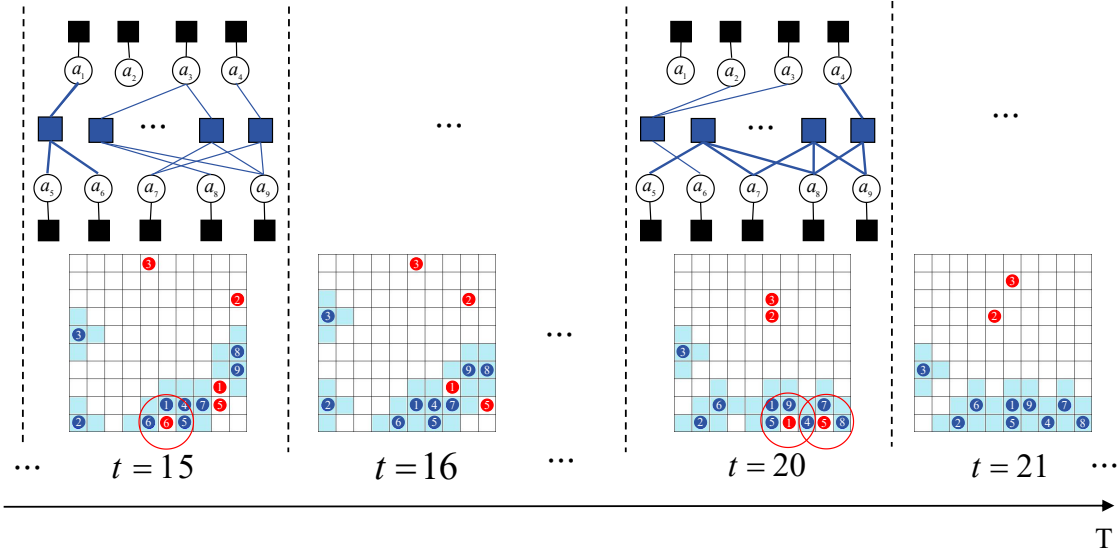 a1 a2 a3 a4
...
a5 a6 a7 a8 a9
3
2
3
8
9
1
1 4 7 5
2 6 6 5
... t = 15
...
3
2
3
9 8
1
2 1 4 7 5
6 5
t = 16
...
...
a1 a2 a3 a4
...
a5 a6 a7 a8 a9
3
2
3
6 1 9 7
2 5 1 4 5 8
t = 20
...
3
2
3
6 1 9 7
2 5 4 8
t = 21 ...
T